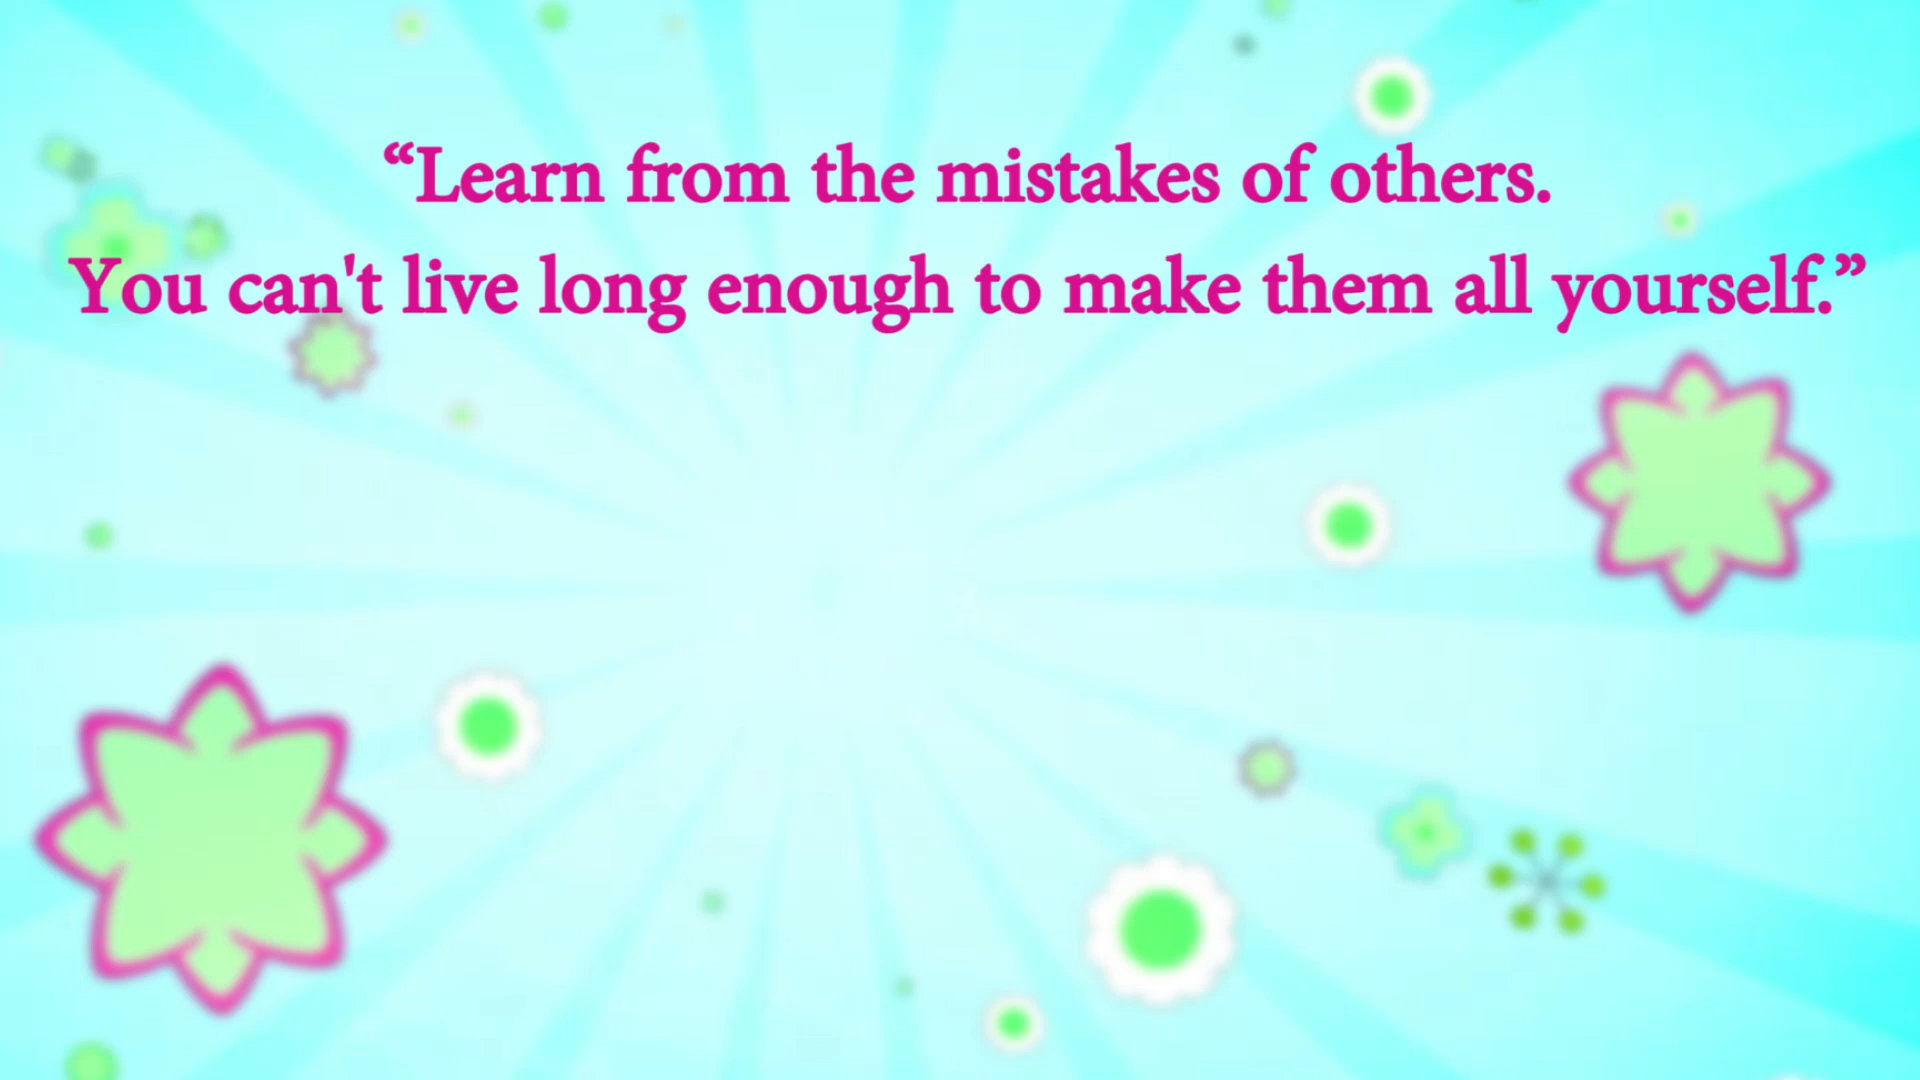 “Learn from the mistakes of others.
You can't live long enough to make them all yourself.”